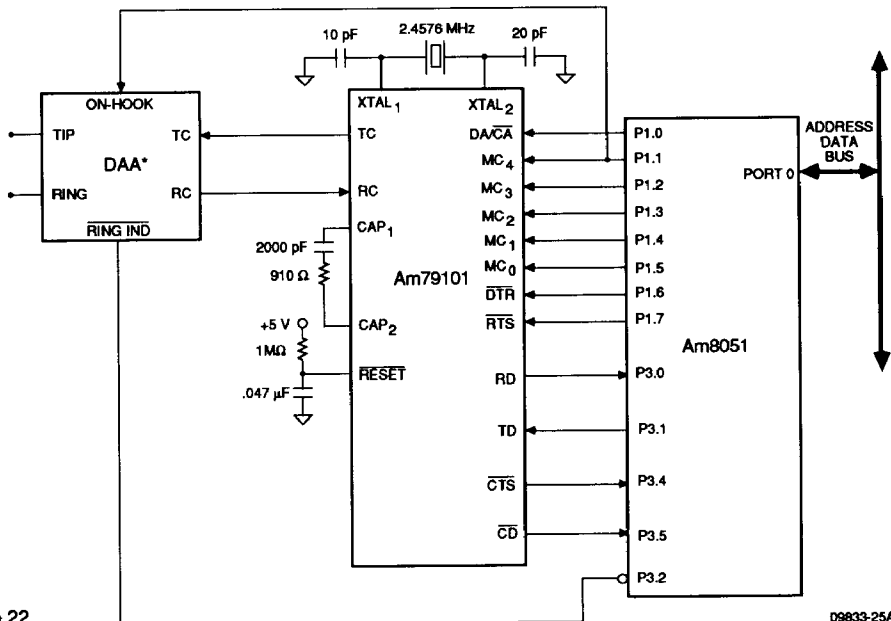 10 pF
2.4576 MHz
20 pF
ON-HOOK
TIP
TC
DAA*
RING
RC
RING IND
XTAL1
XTAL2
TC
DA/CA
MC4
RC
MC3
MC2
CAP1
MC1
2000 pF
MC0
910 Ω
Am79101
DTR
+5 V
CAP2
RTS
1MΩ
RESET
RD
.047 µF
TD
CTS
CD
P1.0
P1.1
P1.2
PORT 0
P1.3
P1.4
P1.5
P1.6
P1.7
Am8051
P3.0
P3.1
P3.4
P3.5
P3.2
ADDRESS
DATA
BUS
22
09833-25A